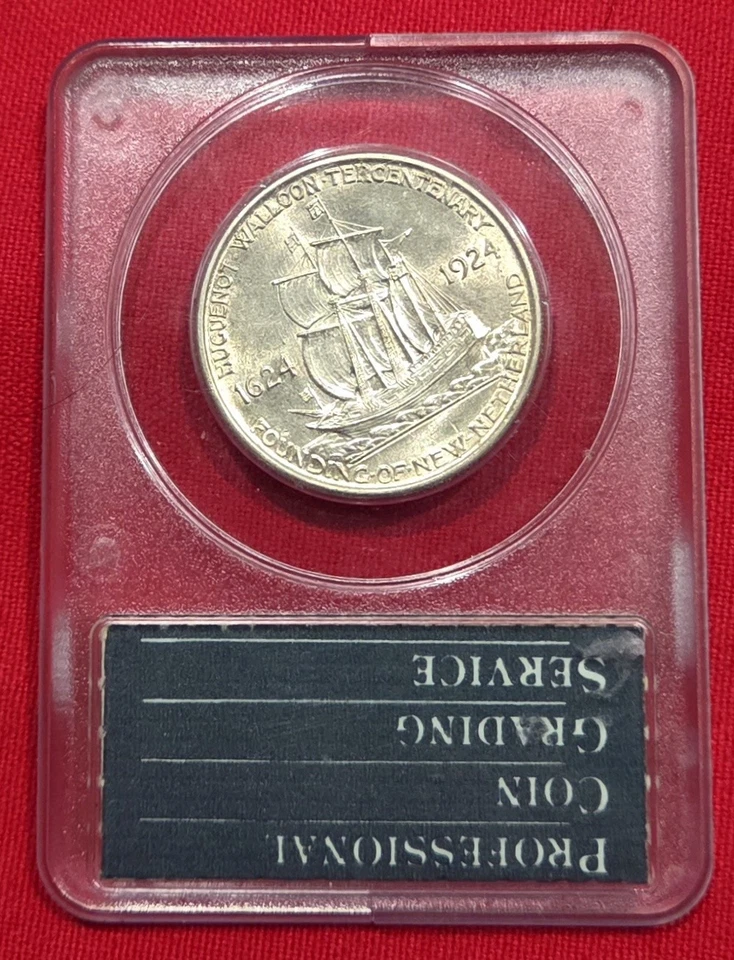 HUGUENOT·WALLOON·TERCENTENARY
1624
1924
FOUNDING·OF·NEW·NETHERLAND
PROFESSIONAL
COIN
GRADING
SERVICE